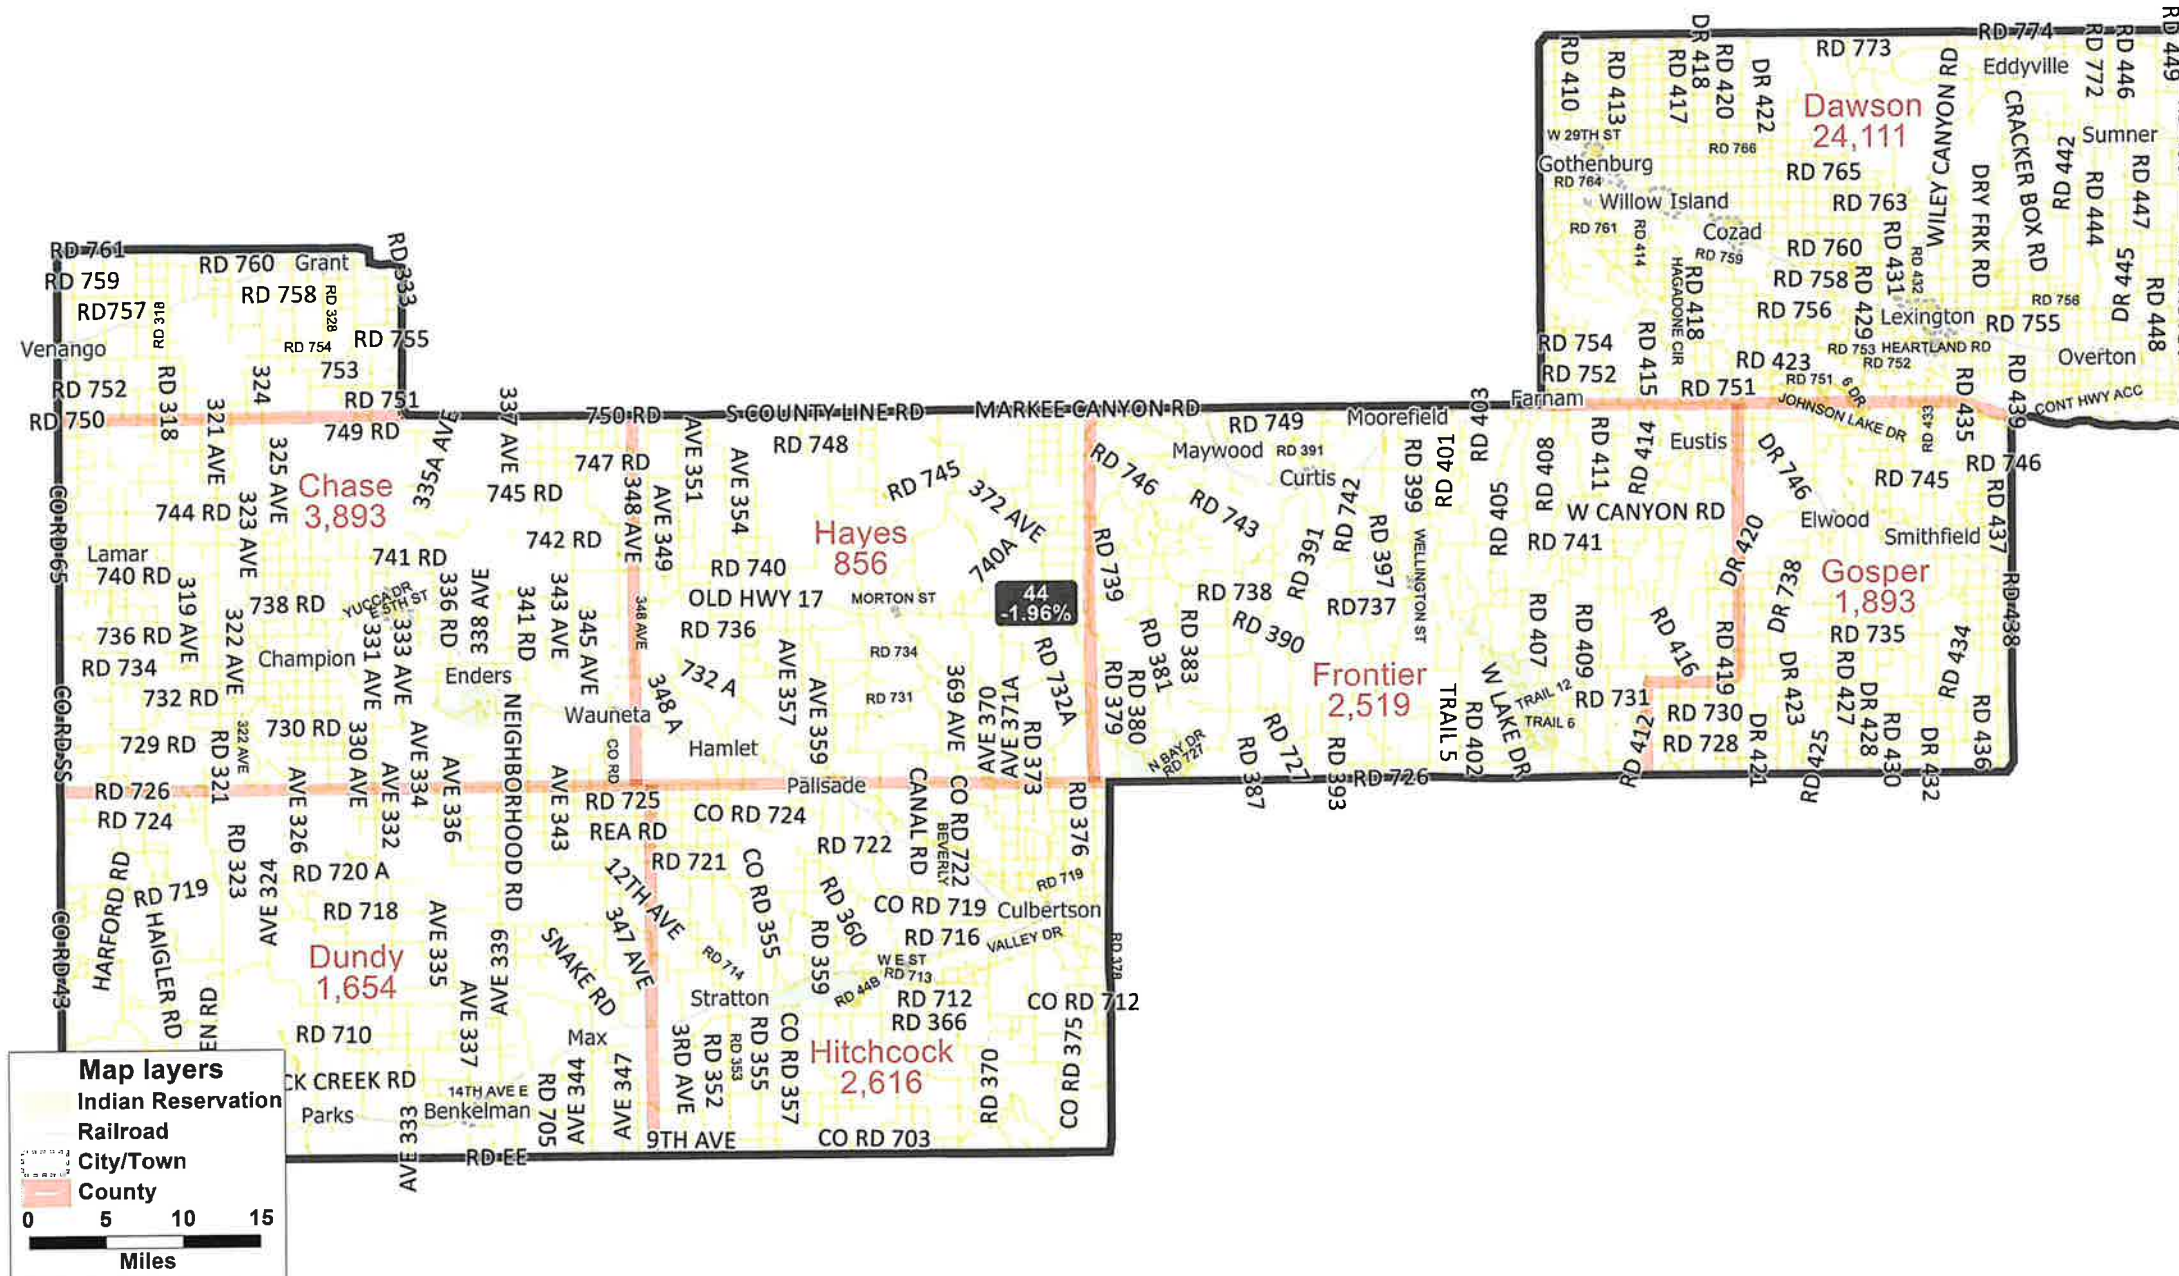 RD 774
RD 773
RD 449
RD 410
RD 413
RD 417
DR 418
RD 420
DR 422
WILEY CANYON RD
Eddyville
RD 772
RD 446
Dawson
24,111
CRACKER BOX RD
Sumner
W 29TH ST
Gothenburg
RD 764
RD 766
RD 765
DRY FRK RD
RD 442
RD 444
RD 447
Willow Island
RD 763
RD 761
RD 414
Cozad
RD 759
RD 760
RD 431
RD 432
HAGADONE CIR
RD 418
RD 758
RD 429
DR 445
RD 448
RD 756
Lexington
RD 756
RD 755
RD 754
RD 415
RD 753
HEARTLAND RD
RD 752
Overton
RD 752
RD 423
RD 751
RD 751
6 DR
RD 435
RD 439
CONT HWY ACC
JOHNSON LAKE DR
RD 433
RD 761
RD 760
Grant
RD 333
RD 759
RD757
RD 318
RD 758
RD 328
RD 755
Venango
RD 754
753
RD 752
RD 318
321 AVE
324
RD 751
RD 750
749 RD
335A AVE
337 AVE
750 RD
S COUNTY LINE RD
MARKEE CANYON RD
RD 403
Farnam
CO RD 65
325 AVE
Chase
3,893
744 RD
323 AVE
747 RD
745 RD
348 AVE
AVE 351
AVE 349
AVE 354
RD 748
RD 745
372 AVE
742 RD
Lamar
740 RD
319 AVE
741 RD
Hayes
856
RD 740
740A
OLD HWY 17
MORTON ST
44
-1.96%
738 RD
YUCCA DR
E 5TH ST
336 RD
338 AVE
341 RD
343 AVE
345 AVE
348 AVE
736 RD
322 AVE
331 AVE
333 AVE
RD 736
RD 734
734 RD
Champion
Enders
732 RD
NEIGHBORHOOD RD
Wauneta
348 A
732 A
AVE 357
AVE 359
RD 731
369 AVE
AVE 370
AVE 371A
RD 732A
RD 373
CO RD SS
730 RD
729 RD
RD 321
322 AVE
330 AVE
AVE 334
CO RD
Hamlet
Palisade
RD 746
RD 749
Moorefield
Maywood
RD 391
Curtis
RD 399
RD 401
RD 405
RD 408
RD 411
RD 414
Eustis
RD 743
RD 742
RD 397
W CANYON RD
RD 741
RD 739
RD 391
WELLINGTON ST
RD 738
RD737
RD 390
RD 381
RD 383
RD 407
RD 409
RD 416
RD 419
Frontier
2,519
RD 379
RD 380
TRAIL 5
RD 402
W LAKE DR
TRAIL 12
TRAIL 6
RD 731
RD 412
N BAY DR
RD 727
RD 387
RD 727
RD 393
RD 726
DR 746
RD 745
RD 746
RD 437
Elwood
Smithfield
DR 420
DR 738
Gosper
1,893
RD 438
RD 735
RD 434
DR 423
RD 427
DR 428
RD 430
DR 432
RD 436
RD 730
RD 728
DR 421
RD 425
RD 726
RD 724
AVE 326
AVE 332
AVE 336
AVE 343
RD 725
REA RD
CO RD 724
CANAL RD
CO RD 722
BEVERLY
RD 376
RD 323
AVE 324
RD 720 A
RD 721
RD 722
RD 719
HARFORD RD
RD 719
HAIGLER RD
RD 718
AVE 335
AVE 339
12TH AVE
347 AVE
CO RD 355
RD 360
RD 359
CO RD 719
Culbertson
RD 716
VALLEY DR
CO RD 43
Dundy
1,654
SNAKE RD
RD 714
W E ST
RD 713
RD 44B
RD 378
Stratton
RD 712
CO RD 712
RD 366
RD 710
AVE 337
Max
3RD AVE
RD 352
RD 353
RD 355
CO RD 357
Hitchcock
2,616
RD 370
CO RD 375
CK CREEK RD
Parks
AVE 333
14TH AVE E
Benkelman
RD 705
AVE 344
AVE 347
9TH AVE
CO RD 703
RD EE
Map layers
Indian Reservation
Railroad
City/Town
County
0 5 10 15
Miles